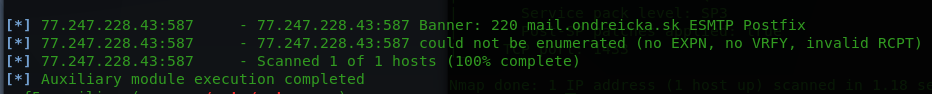 Service pack level: SP3
[*] 77.247.228.43:587     - 77.247.228.43:587 Banner: 220 mail.ondreicka.sk ESMTP Postfix
[*] 77.247.228.43:587     - 77.247.228.43:587 could not be enumerated (no EXPN, no VRFY, invalid RCPT)
[*] 77.247.228.43:587     - Scanned 1 of 1 hosts (100% complete)
[*] Auxiliary module execution completed
Nmap done: 1 IP address (1 host up) scanned in 1.18